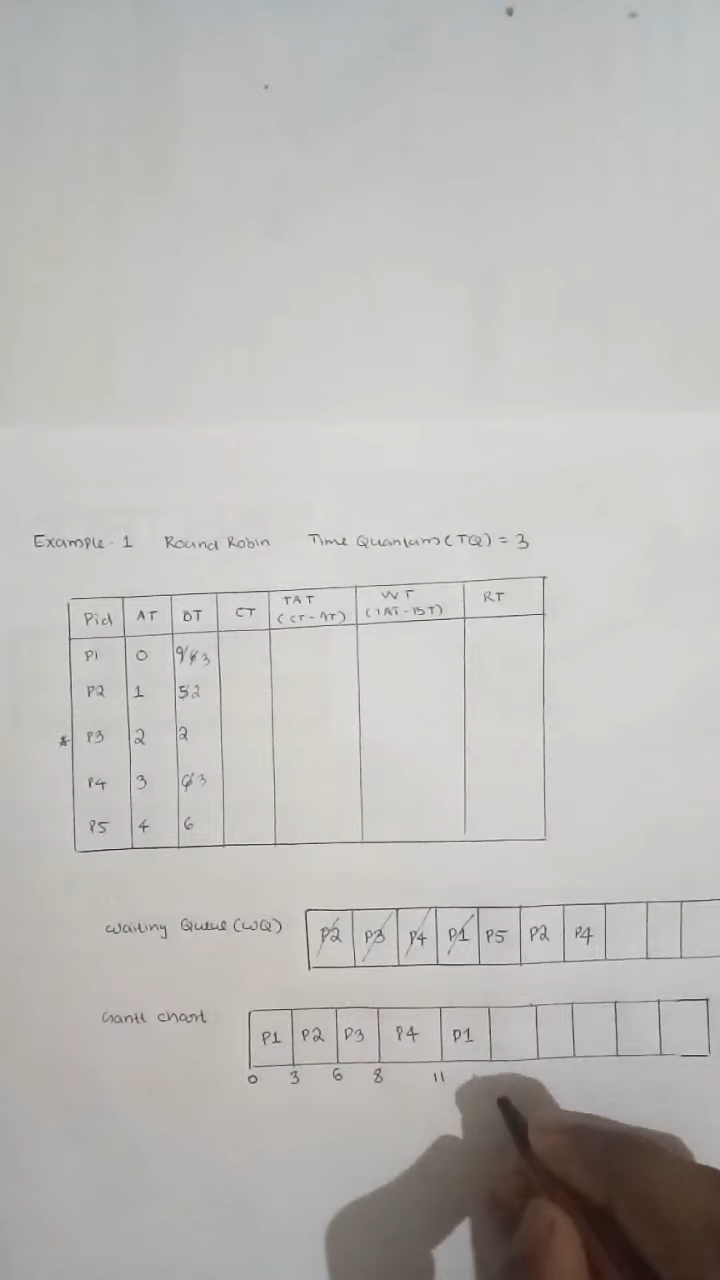 Example - 1 Round Robin Time Quantum (TQ) = 3
Pid AT BT CT TAT (CT - AT) WT (TAT - BT) RT
P1 0 9 6 3
P2 1 5 2
* P3 2 2
P4 3 6 3
P5 4 6
Waiting Queue (WQ) P2 P3 P4 P1 P5 P2 P4
Gantt chart P1 P2 P3 P4 P1
0 3 6 8 11